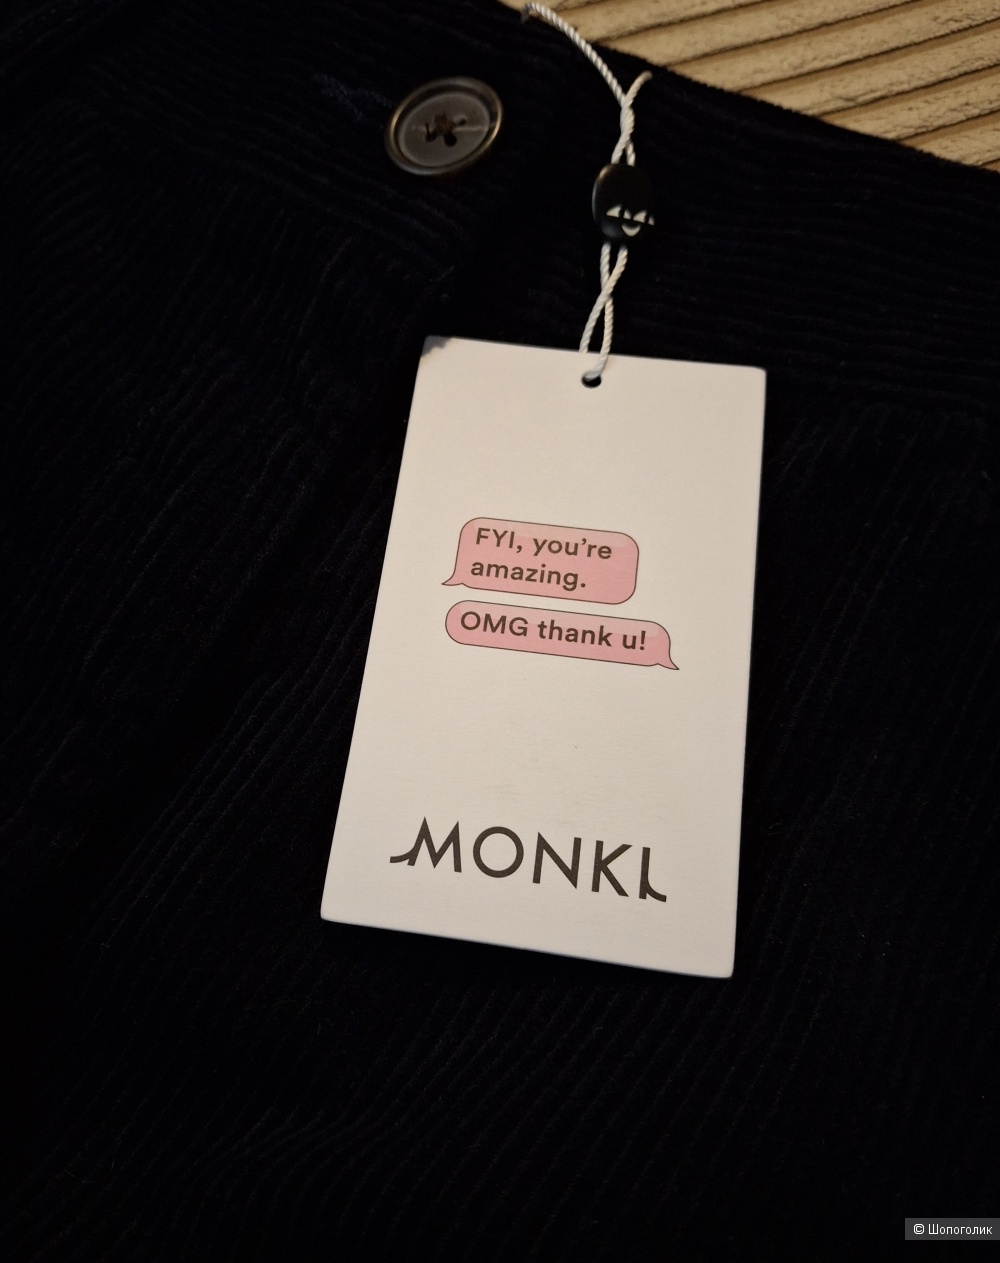 FYI, you're
amazing.
OMG thank u!
MONKI
© Шопоголик